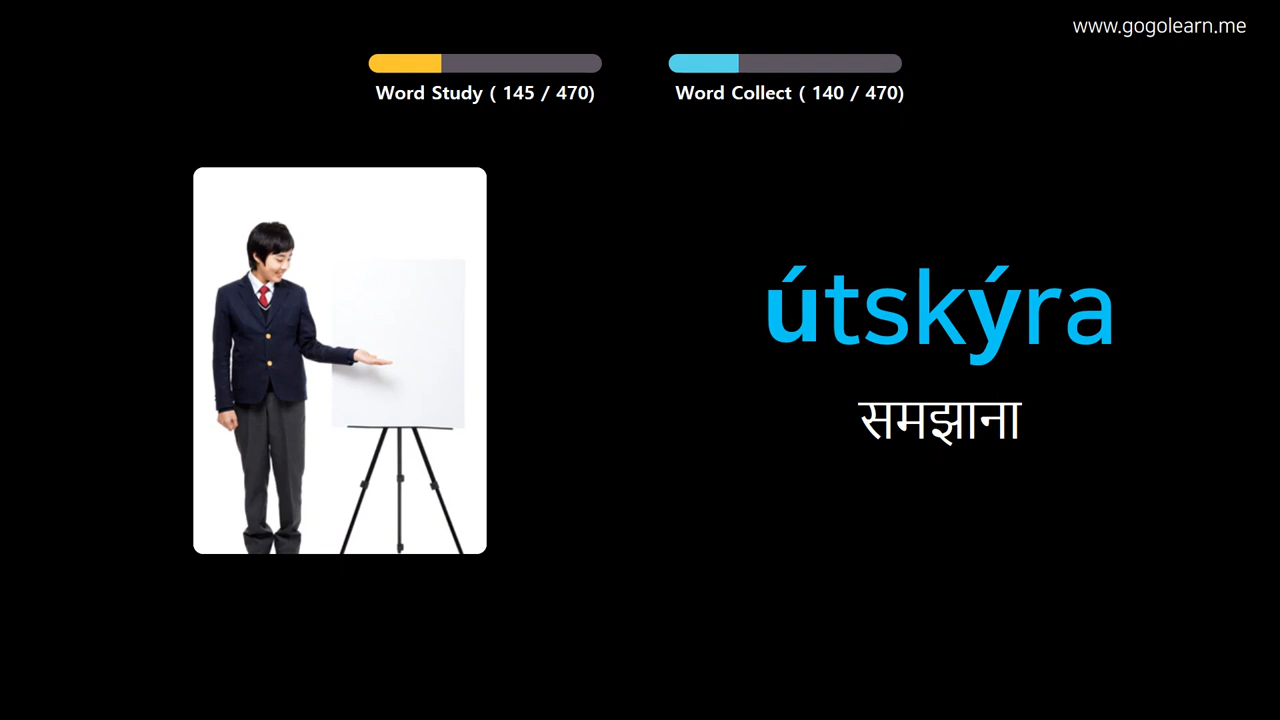 www.gogolearn.me
Word Study ( 145 / 470)
Word Collect ( 140 / 470)
útskýra
समझाना